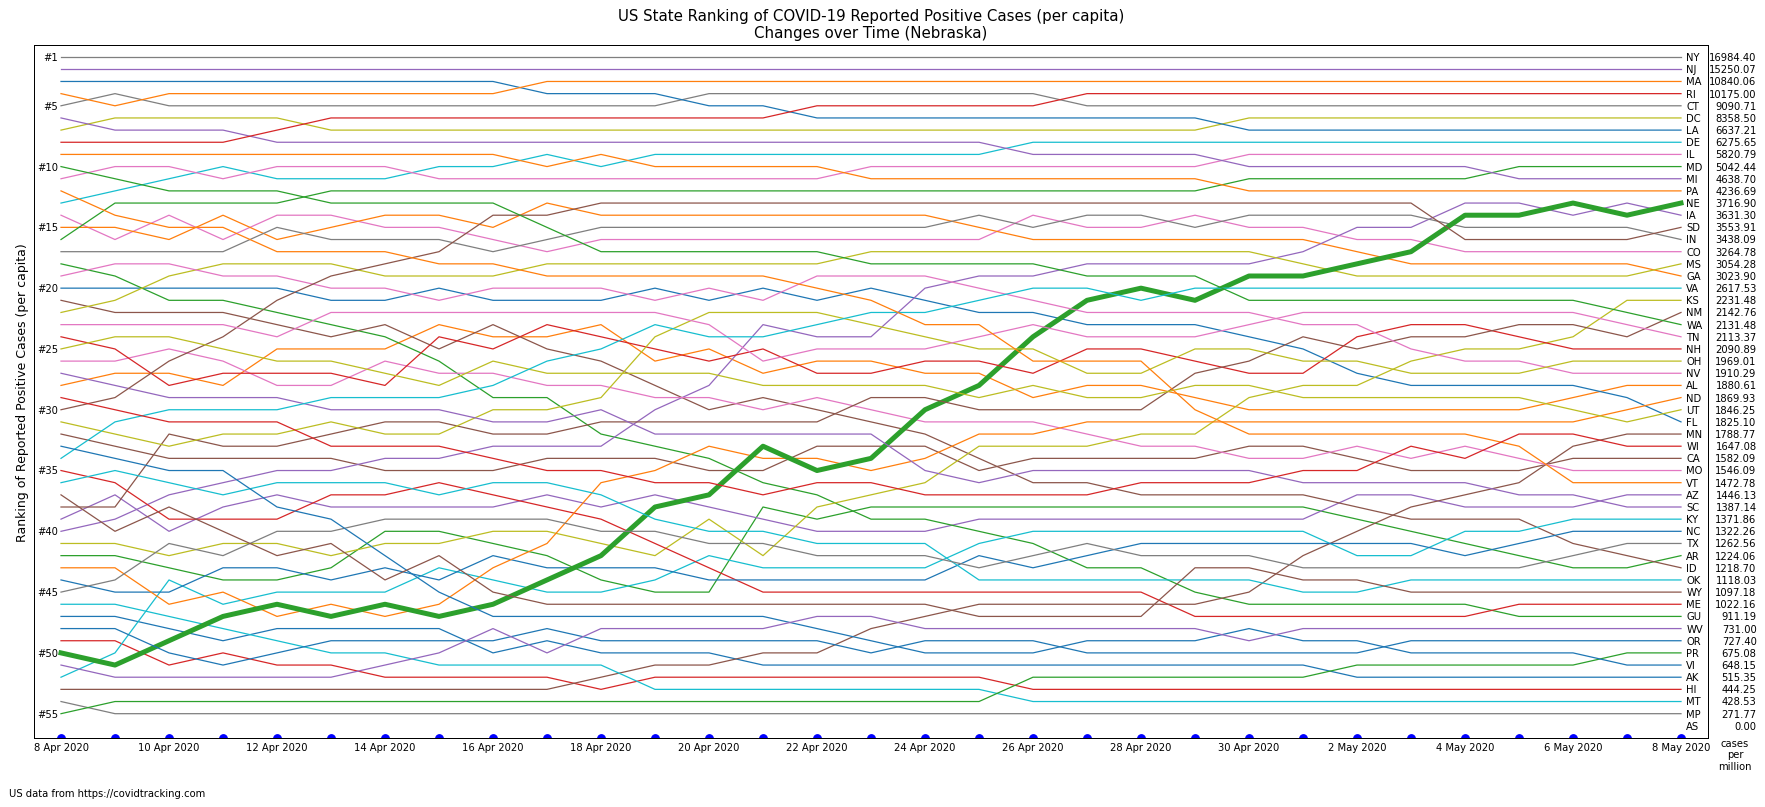 US State Ranking of COVID-19 Reported Positive Cases (per capita)
Changes over Time (Nebraska)
Ranking of Reported Positive Cases (per capita)
#1
#5
#10
#15
#20
#25
#30
#35
#40
#45
#50
#55
NY 16984.40
NJ 15250.07
MA 10840.06
RI 10175.00
CT 9090.71
DC 8358.50
LA 6637.21
DE 6275.65
IL 5820.79
MD 5042.44
MI 4638.70
PA 4236.69
NE 3716.90
IA 3631.30
SD 3553.91
IN 3438.09
CO 3264.78
MS 3054.28
GA 3023.90
VA 2617.53
KS 2231.48
NM 2142.76
WA 2131.48
TN 2113.37
NH 2090.89
OH 1969.01
NV 1910.29
AL 1880.61
ND 1869.93
UT 1846.25
FL 1825.10
MN 1788.77
WI 1647.08
CA 1582.09
MO 1546.09
VT 1472.78
AZ 1446.13
SC 1387.14
KY 1371.86
NC 1322.26
TX 1262.56
AR 1224.06
ID 1218.70
OK 1118.03
WY 1097.18
ME 1022.16
GU 911.19
WV 731.00
OR 727.40
PR 675.08
VI 648.15
AK 515.35
HI 444.25
MT 428.53
MP 271.77
AS 0.00
8 Apr 2020 10 Apr 2020 12 Apr 2020 14 Apr 2020 16 Apr 2020 18 Apr 2020 20 Apr 2020 22 Apr 2020 24 Apr 2020 26 Apr 2020 28 Apr 2020 30 Apr 2020 2 May 2020 4 May 2020 6 May 2020 8 May 2020
cases
per
million
US data from https://covidtracking.com